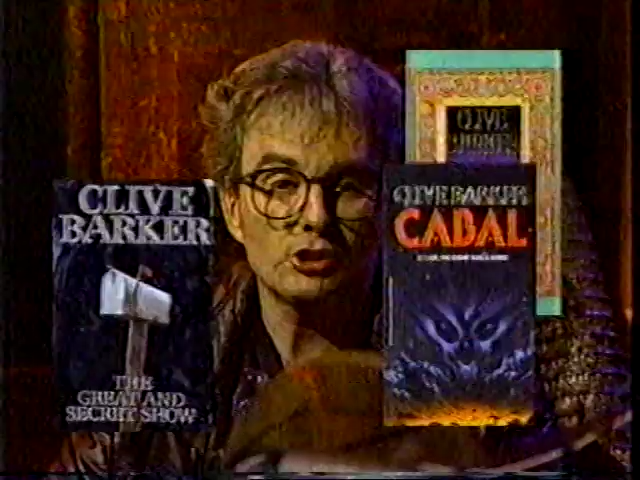 CLIVE
BARKER
THE
GREAT AND
SECRET SHOW
CLIVE
BARKER
CLIVE BARKER
CABAL